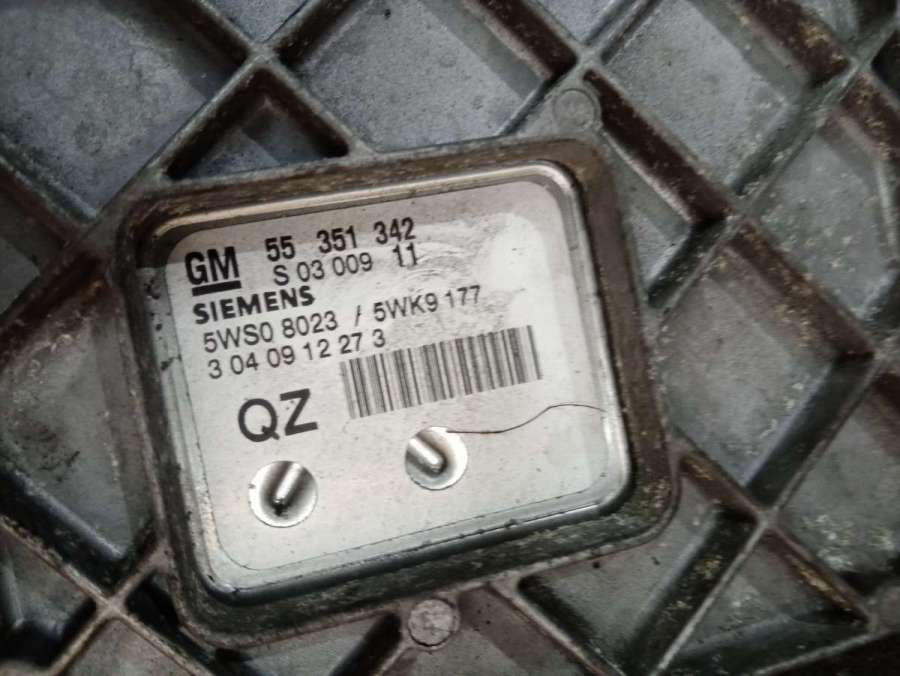 GM 55 351 342
S 03 009 11
SIEMENS
5WS0 8023 / 5WK9 177
3 04 09 12 27 3
QZ